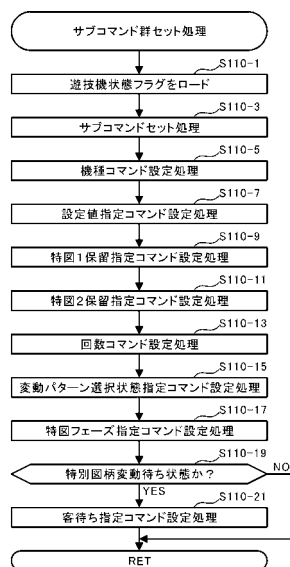 サブコマンド群セット処理
S110-1
遊技機状態フラグをロード
S110-3
サブコマンドセット処理
S110-5
機種コマンド設定処理
S110-7
設定値指定コマンド設定処理
S110-9
特図1保留指定コマンド設定処理
S110-11
特図2保留指定コマンド設定処理
S110-13
回数コマンド設定処理
S110-15
変動パターン選択状態指定コマンド設定処理
S110-17
特図フェーズ指定コマンド設定処理
S110-19
特別図柄変動待ち状態か？
NO
YES
S110-21
客待ち指定コマンド設定処理
RET